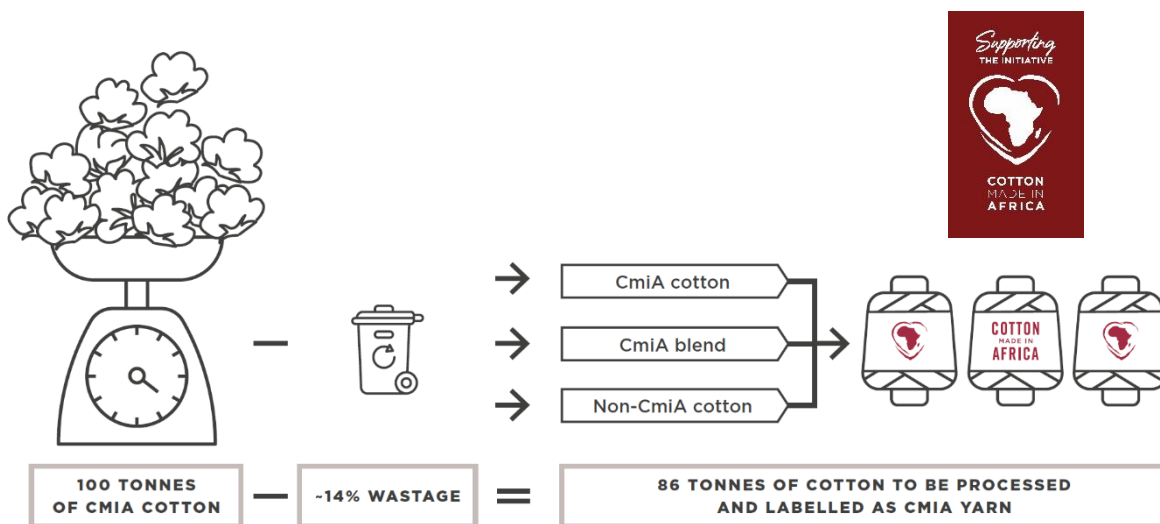 Supporting
THE INITIATIVE
COTTON
MADE IN
AFRICA
CmiA cotton
CmiA blend
Non-CmiA cotton
COTTON
MADE IN
AFRICA
100 TONNES
OF CMIA COTTON
~14% WASTAGE
86 TONNES OF COTTON TO BE PROCESSED
AND LABELLED AS CMIA YARN